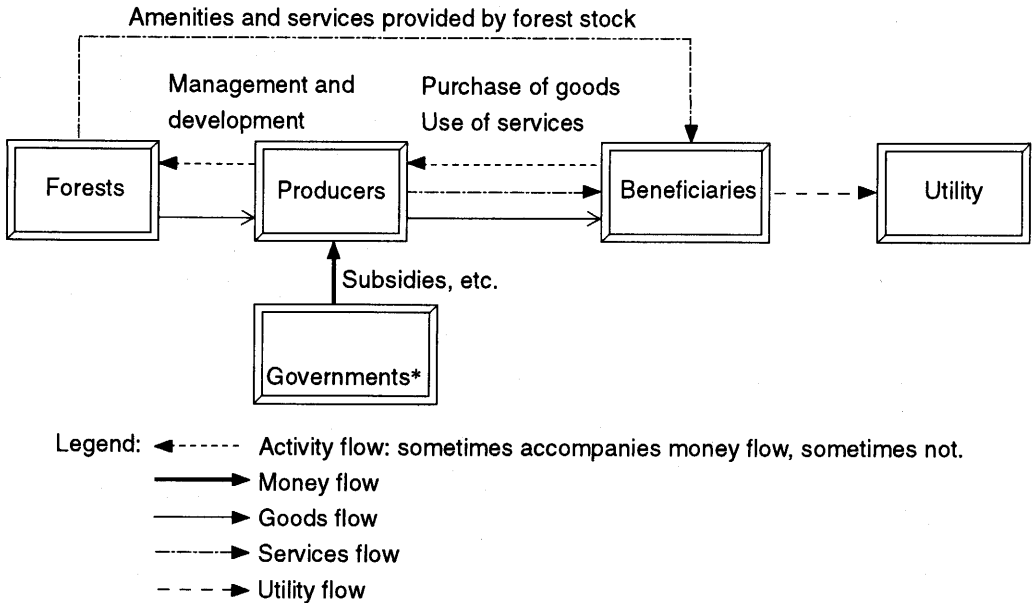 Amenities and services provided by forest stock
Management and
development
Purchase of goods
Use of services
Forests
Producers
Beneficiaries
Utility
Subsidies, etc.
Governments*
Legend:
Activity flow: sometimes accompanies money flow, sometimes not.
Money flow
Goods flow
Services flow
Utility flow